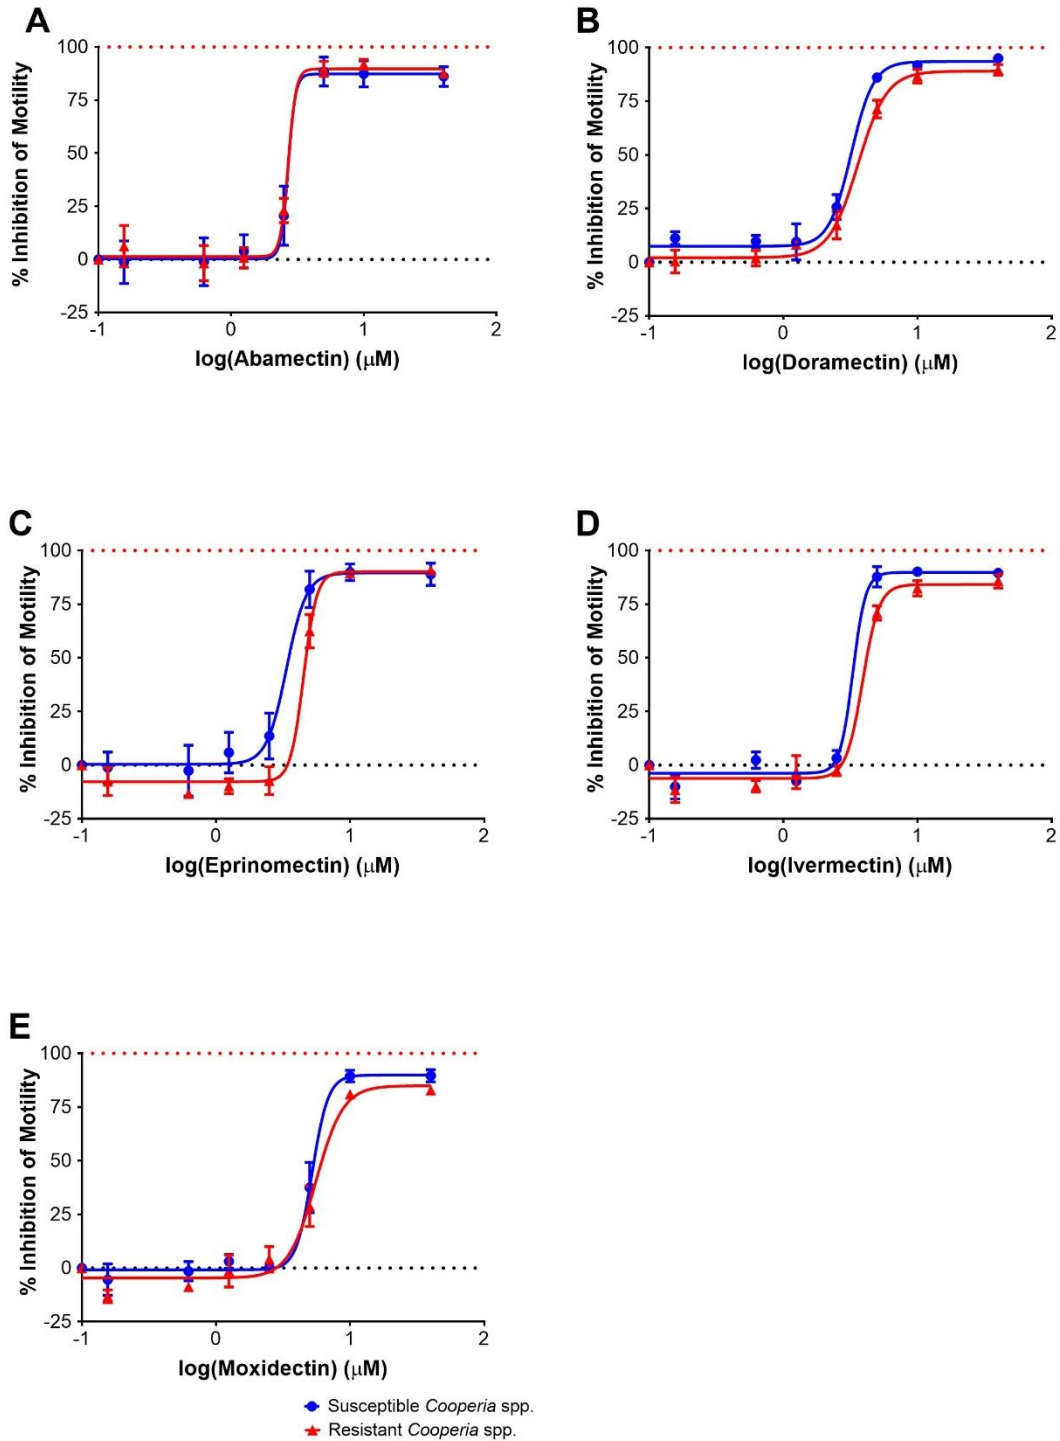 A
% Inhibition of Motility
100
75
50
25
0
-25
-1
0
1
2
log(Abamectin) (μM)
B
% Inhibition of Motility
100
75
50
25
0
-25
-1
0
1
2
log(Doramectin) (μM)
C
% Inhibition of Motility
100
75
50
25
0
-25
-1
0
1
2
log(Eprinomectin) (μM)
D
% Inhibition of Motility
100
75
50
25
0
-25
-1
0
1
2
log(Ivermectin) (μM)
E
% Inhibition of Motility
100
75
50
25
0
-25
-1
0
1
2
log(Moxidectin) (μM)
Susceptible Cooperia spp.
Resistant Cooperia spp.